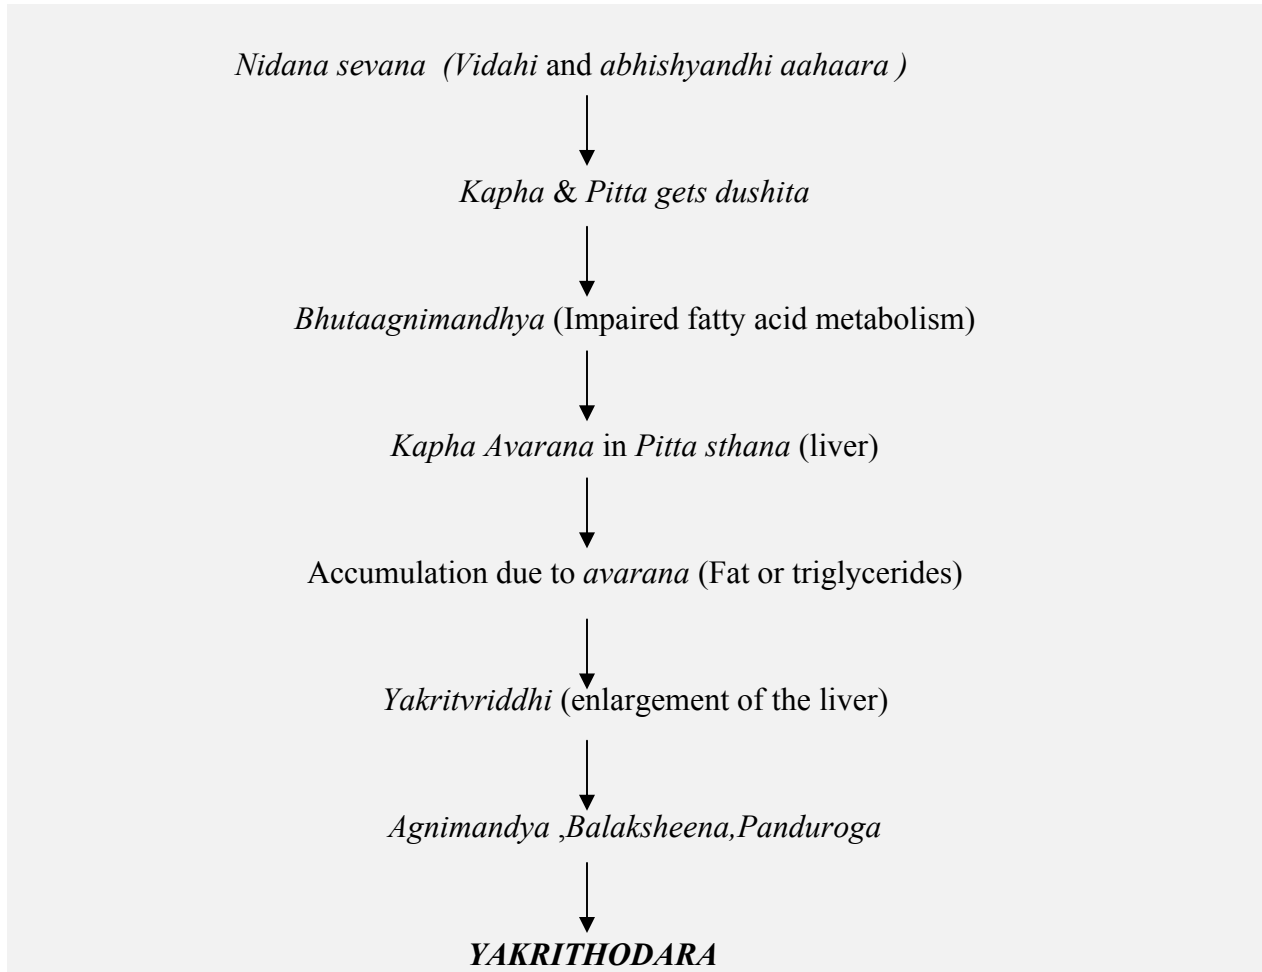 Nidana sevana (Vidahi and abhishyandhi aahaara )
Kapha & Pitta gets dushita
Bhutaagnimandhya (Impaired fatty acid metabolism)
Kapha Avarana in Pitta sthana (liver)
Accumulation due to avarana (Fat or triglycerides)
Yakritvriddhi (enlargement of the liver)
Agnimandya ,Balaksheena,Panduroga
YAKRITHODARA